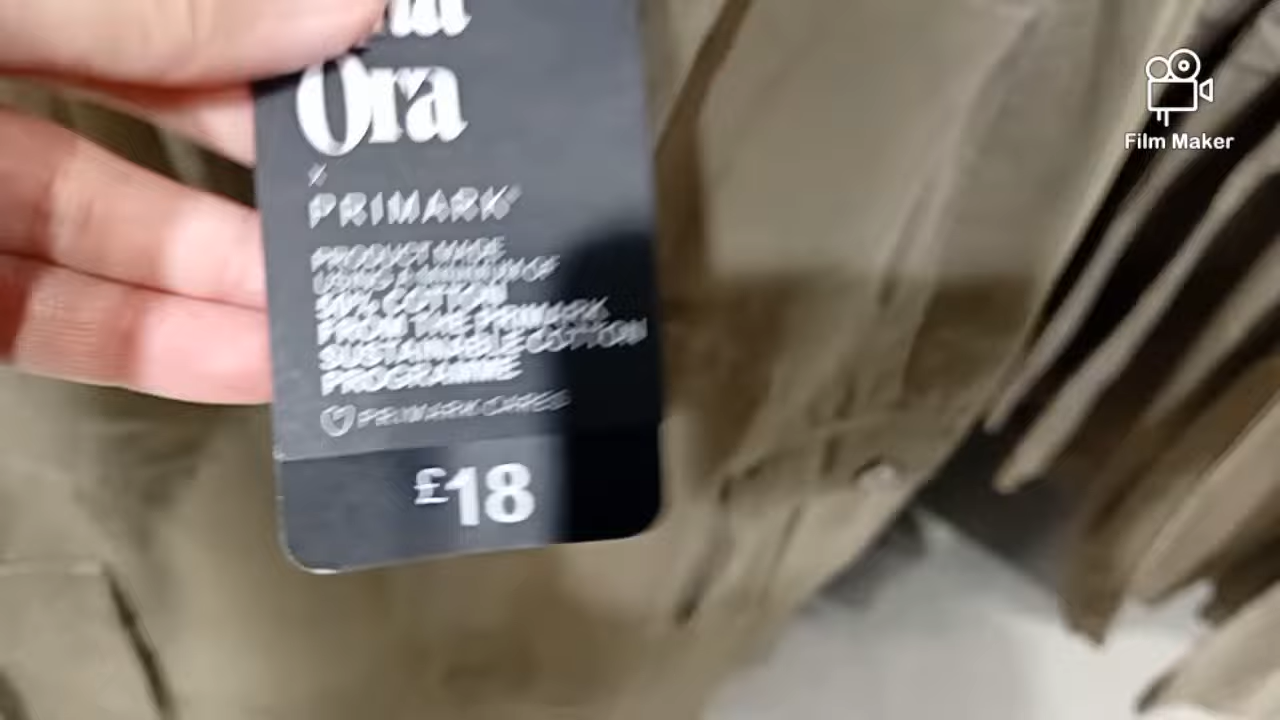 Ora
x
PRIMARK
PRODUCT MADE
USING A MINIMUM OF
50% COTTON
FROM THE PRIMARK
SUSTAINABLE COTTON
PROGRAMME
PRIMARK CARES
£18
Film Maker